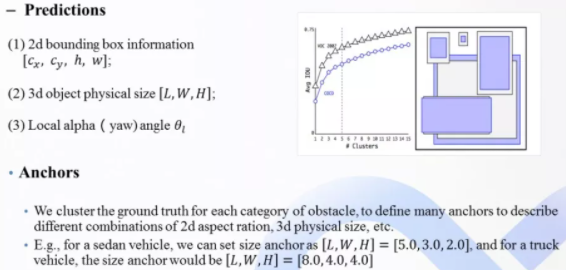 – Predictions
(1) 2d bounding box information
[cx, cy, h, w];
(2) 3d object physical size [L, W, H];
(3) Local alpha ( yaw) angle θl
0.75
VOC 2007
COCO
Avg IOU
0
1 2 3 4 5 6 7 8 9 10 11 12 13 14 15
# Clusters
• Anchors
• We cluster the ground truth for each category of obstacle, to define many anchors to describe
different combinations of 2d aspect ration, 3d physical size, etc.
• E.g., for a sedan vehicle, we can set size anchor as [L, W, H] = [5.0, 3.0, 2.0], and for a truck
vehicle, the size anchor would be [L, W, H] = [8.0, 4.0, 4.0]